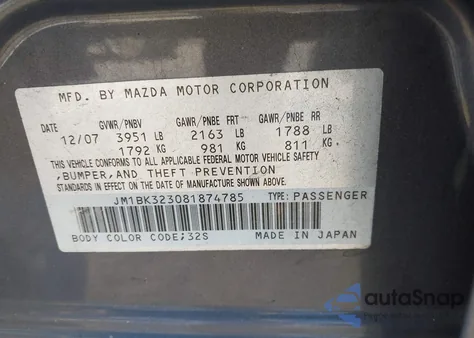 MFD. BY MAZDA MOTOR CORPORATION
DATE GVWR/PNBV GAWR/PNBE FRT GAWR/PNBE RR
12/07 3951 LB 2163 LB 1788 LB
1792 KG 981 KG 811 KG
THIS VEHICLE CONFORMS TO ALL APPLICABLE FEDERAL MOTOR VEHICLE SAFETY
,BUMPER,AND THEFT PREVENTION
STANDARDS IN EFFECT ON THE DATE OF MANUFACTURE SHOWN ABOVE.
JM1BK323081874785 TYPE: PASSENGER
BODY COLOR CODE;32S MADE IN JAPAN
autoSnap